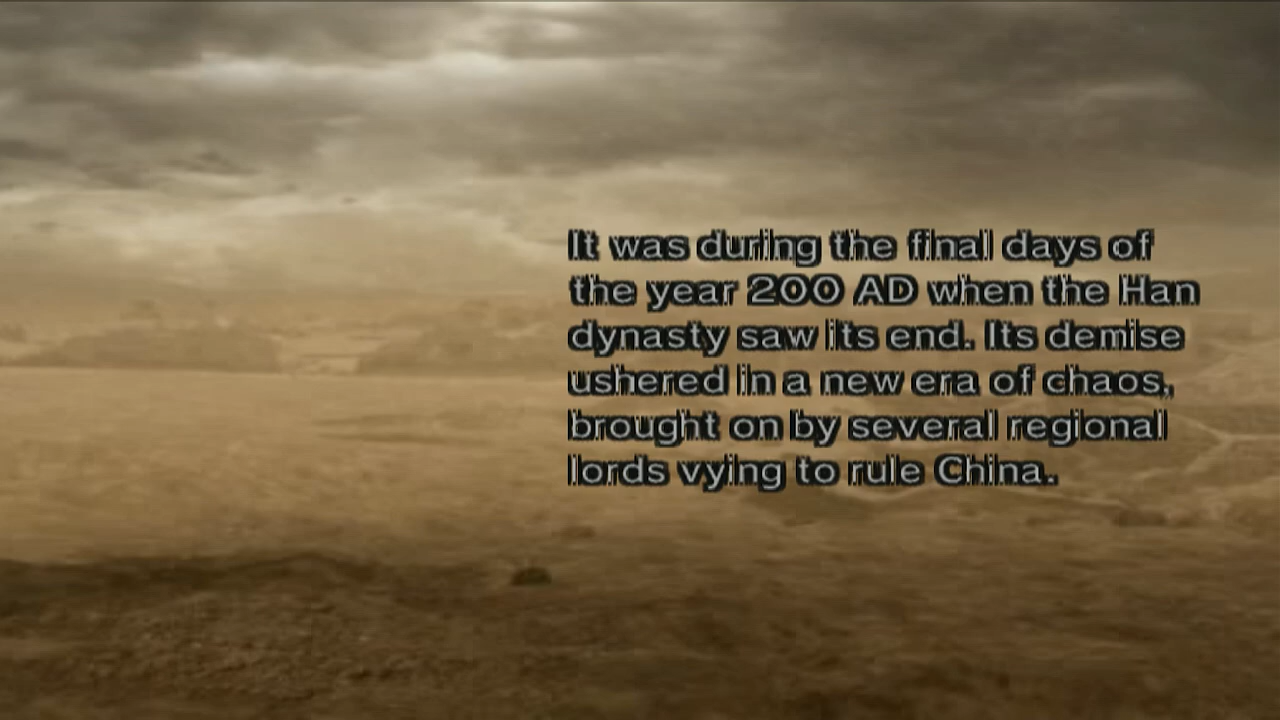 It was during the final days of
the year 200 AD when the Han
dynasty saw its end. Its demise
ushered in a new era of chaos,
brought on by several regional
lords vying to rule China.